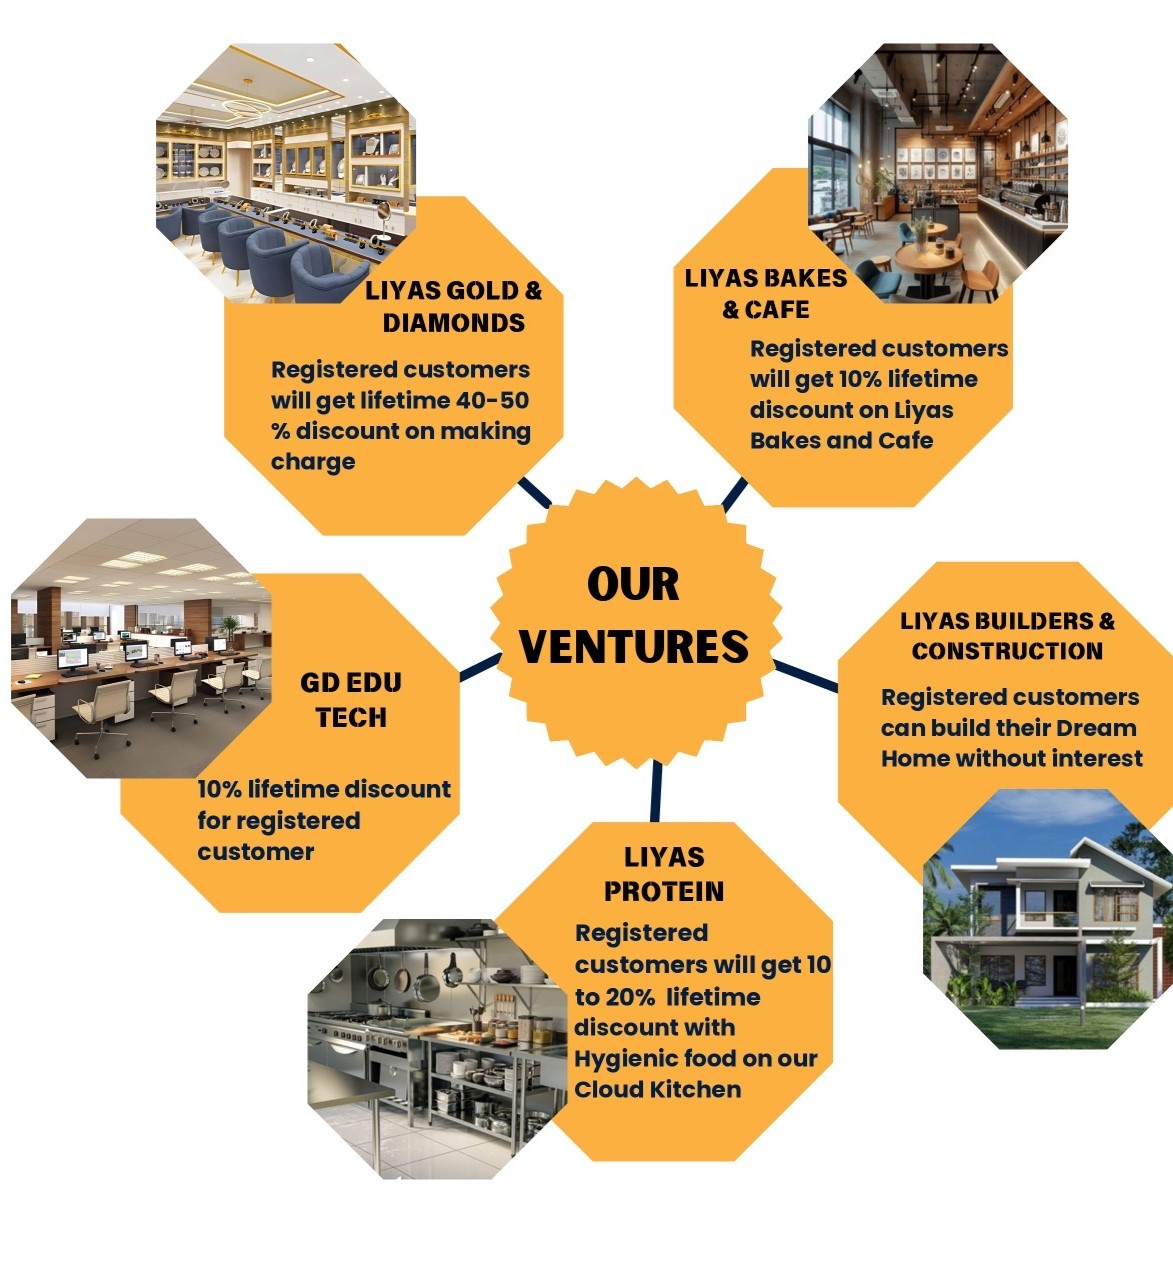 LIYAS GOLD &
DIAMONDS
Registered customers
will get lifetime 40-50
% discount on making
charge
LIYAS BAKES
& CAFE
Registered customers
will get 10% lifetime
discount on Liyas
Bakes and Cafe
OUR
VENTURES
GD EDU
TECH
10% lifetime discount
for registered
customer
LIYAS BUILDERS &
CONSTRUCTION
Registered customers
can build their Dream
Home without interest
LIYAS
PROTEIN
Registered
customers will get 10
to 20% lifetime
discount with
Hygienic food on our
Cloud Kitchen